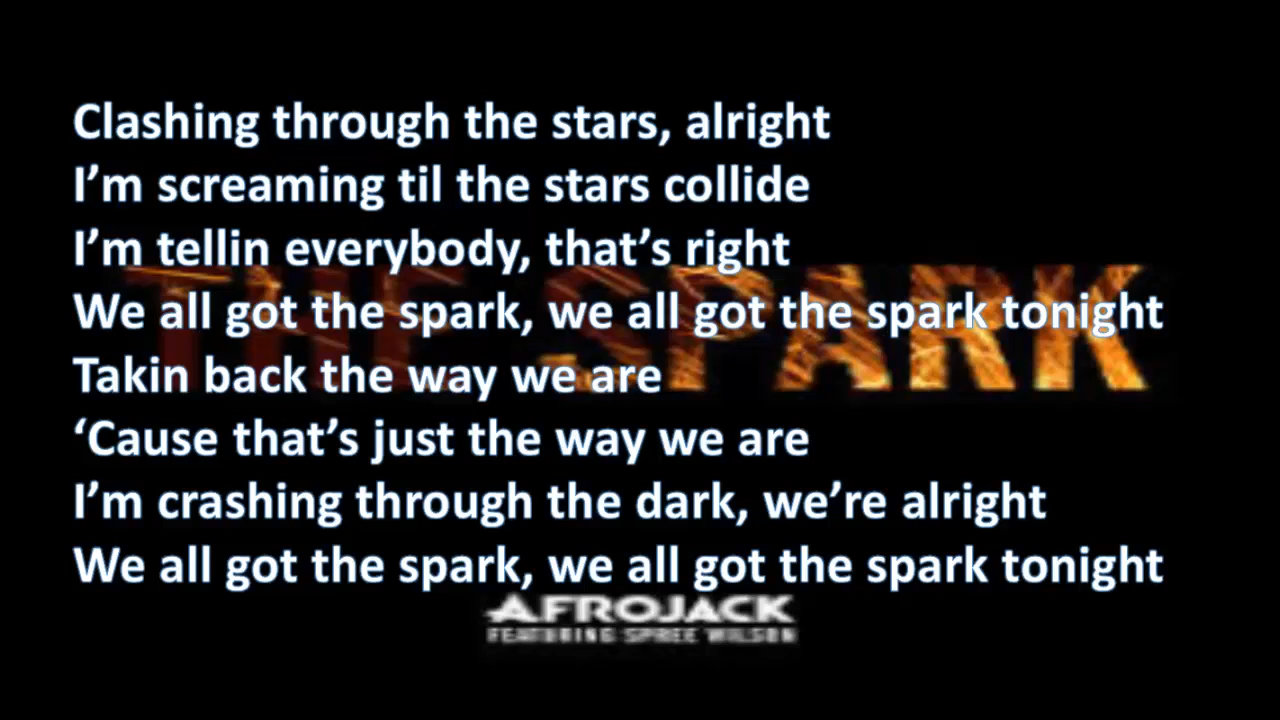 Clashing through the stars, alright
I’m screaming til the stars collide
I’m tellin everybody, that’s right
THE SPARK
We all got the spark, we all got the spark tonight
Takin back the way we are
‘Cause that’s just the way we are
I’m crashing through the dark, we’re alright
We all got the spark, we all got the spark tonight
AFROJACK
FEATURING SPREE WILSON